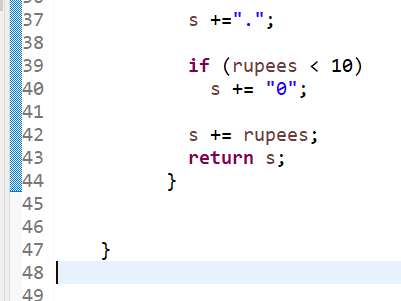 37 s +=".";
38
39 if (rupees < 10)
40 s += "0";
41
42 s += rupees;
43 return s;
44 }
45
46
47 }
48
49